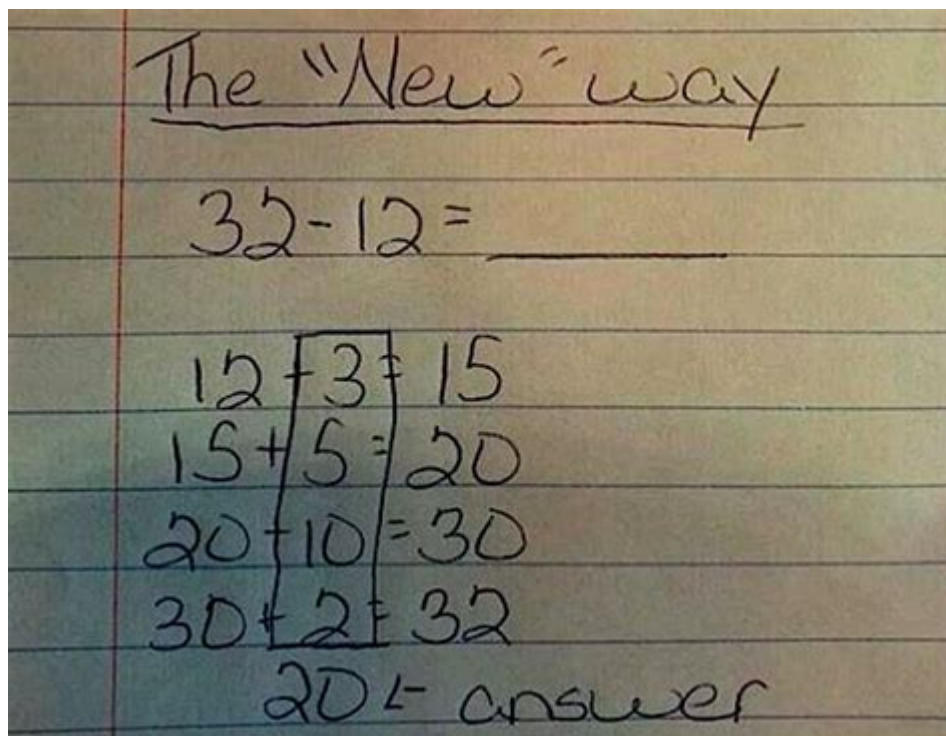 The "New" way
32-12=
12+3=15
15+5=20
20+10=30
30+2=32
20← answer